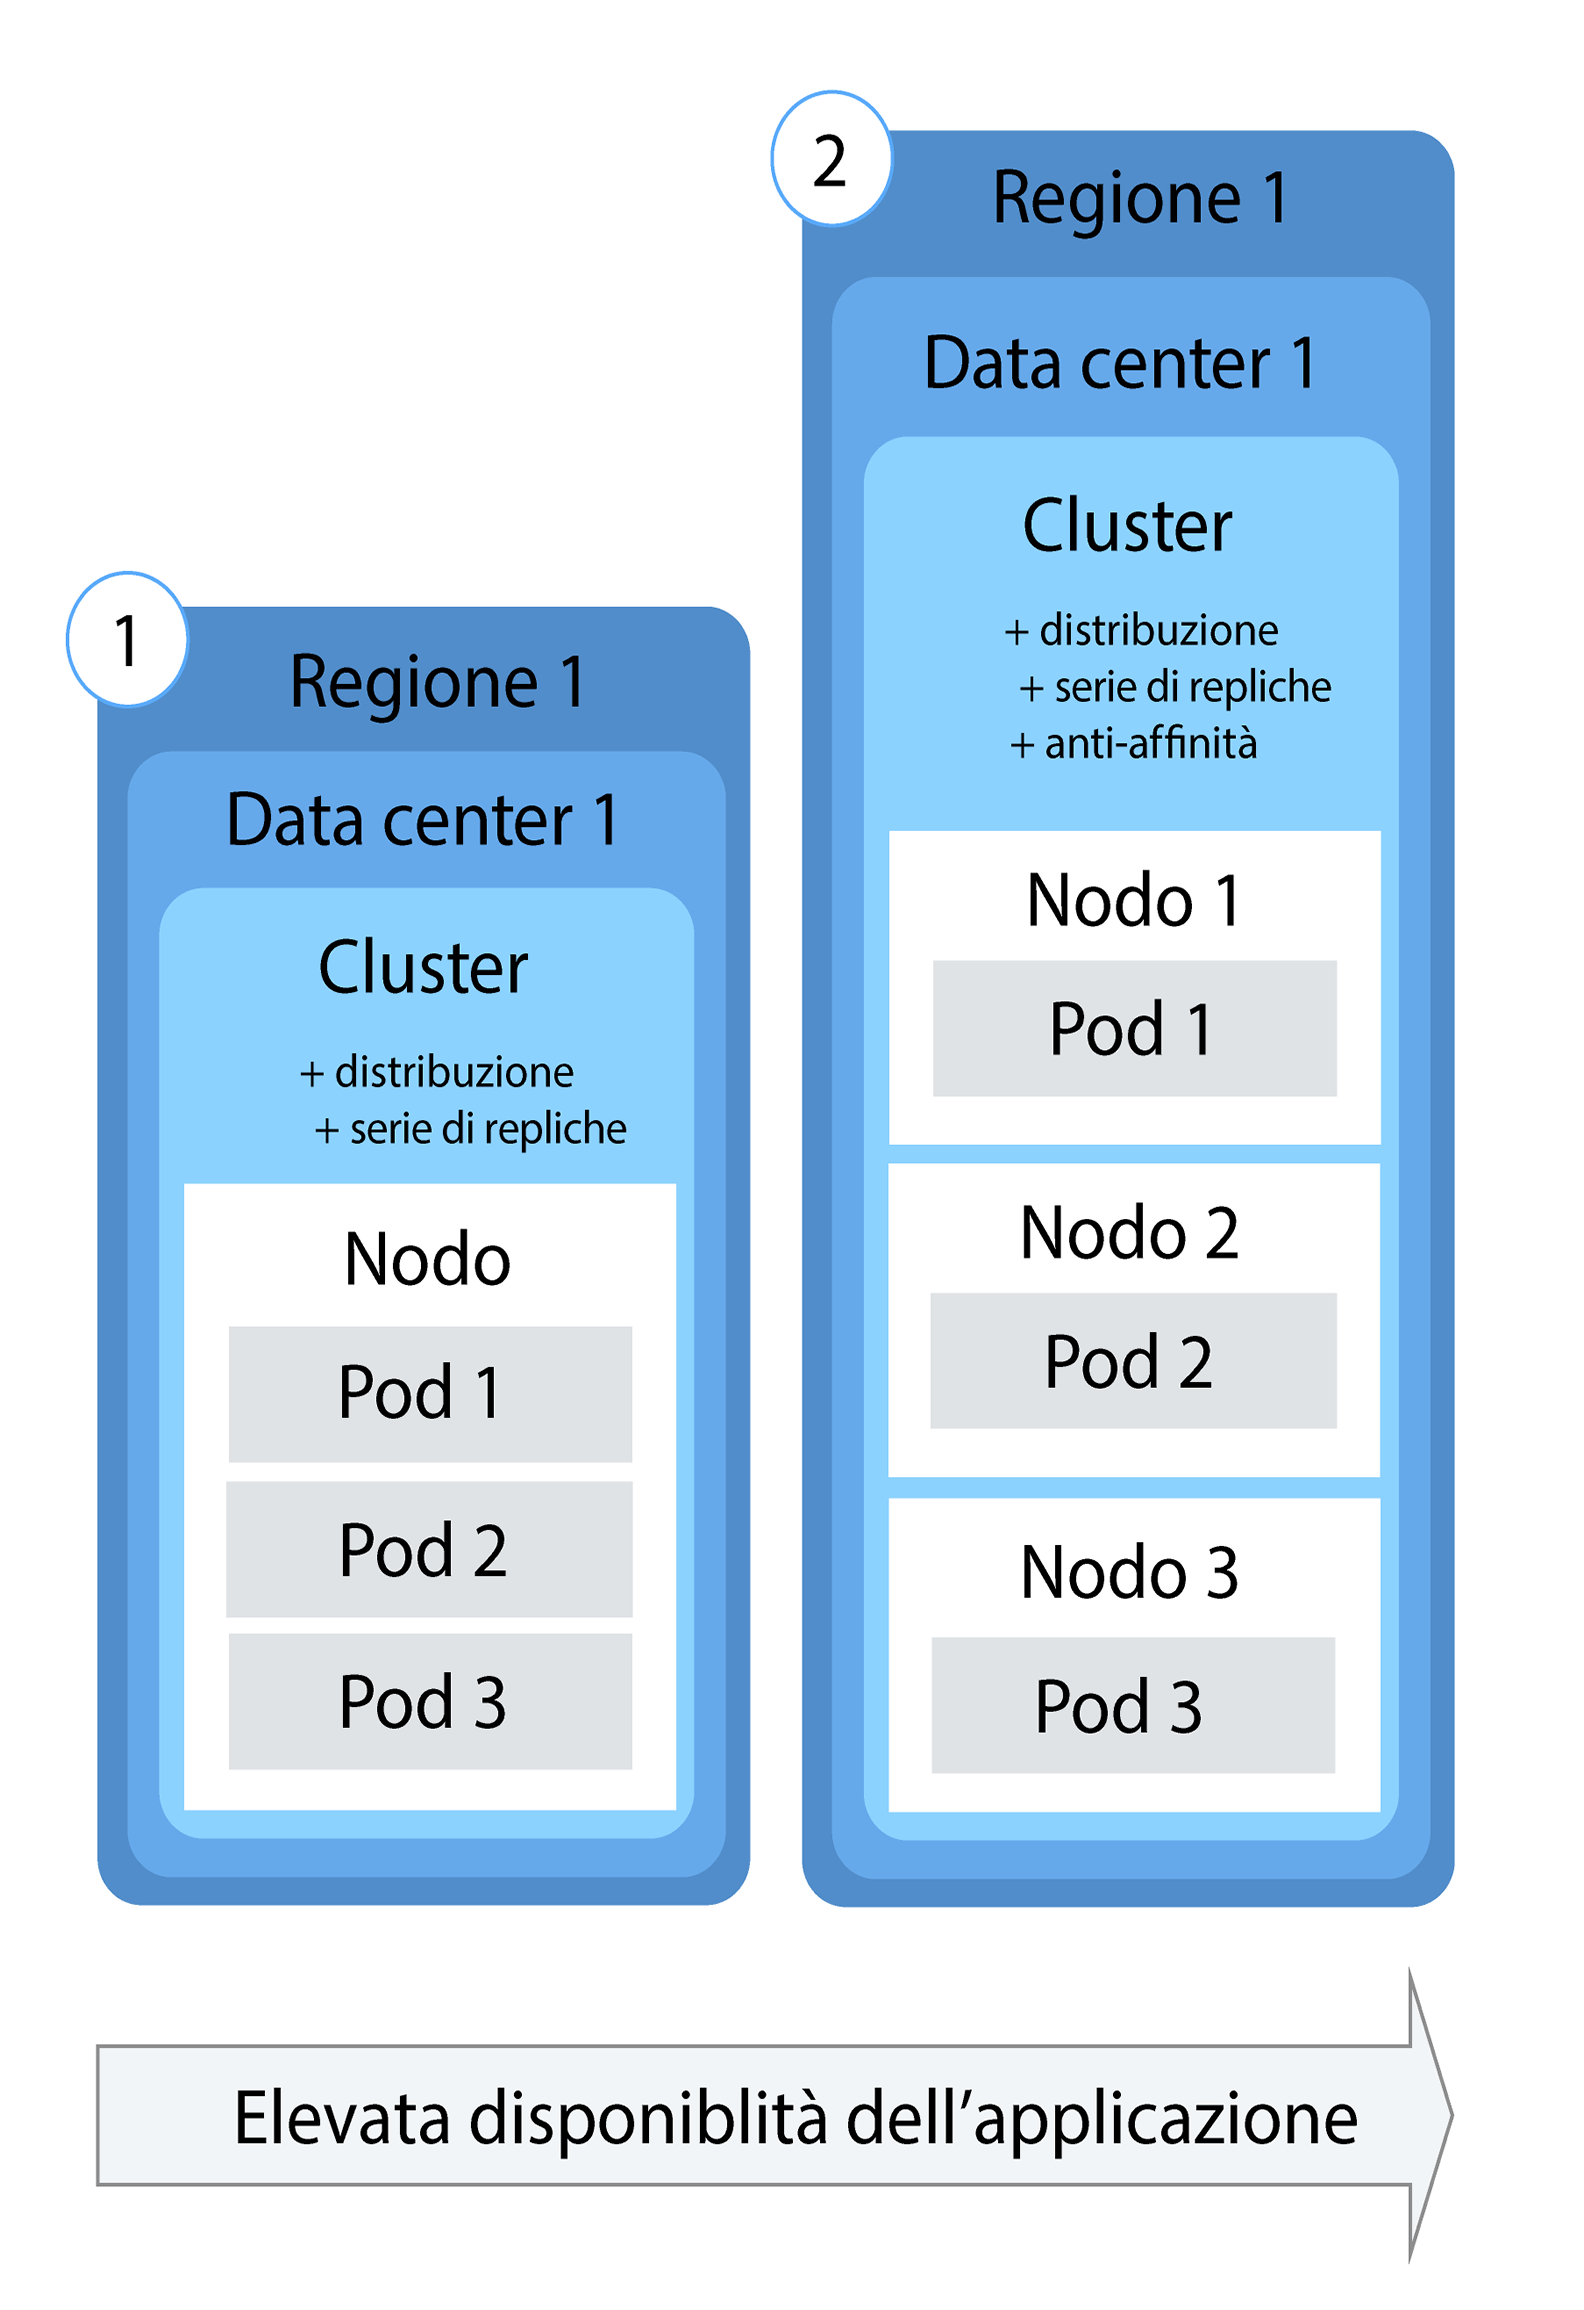 1
Regione 1
Data center 1
Cluster
+ distribuzione
+ serie di repliche
Nodo
Pod 1
Pod 2
Pod 3
2
Regione 1
Data center 1
Cluster
+ distribuzione
+ serie di repliche
+ anti-affinità
Nodo 1
Pod 1
Nodo 2
Pod 2
Nodo 3
Pod 3
Elevata disponiblità dell’applicazione